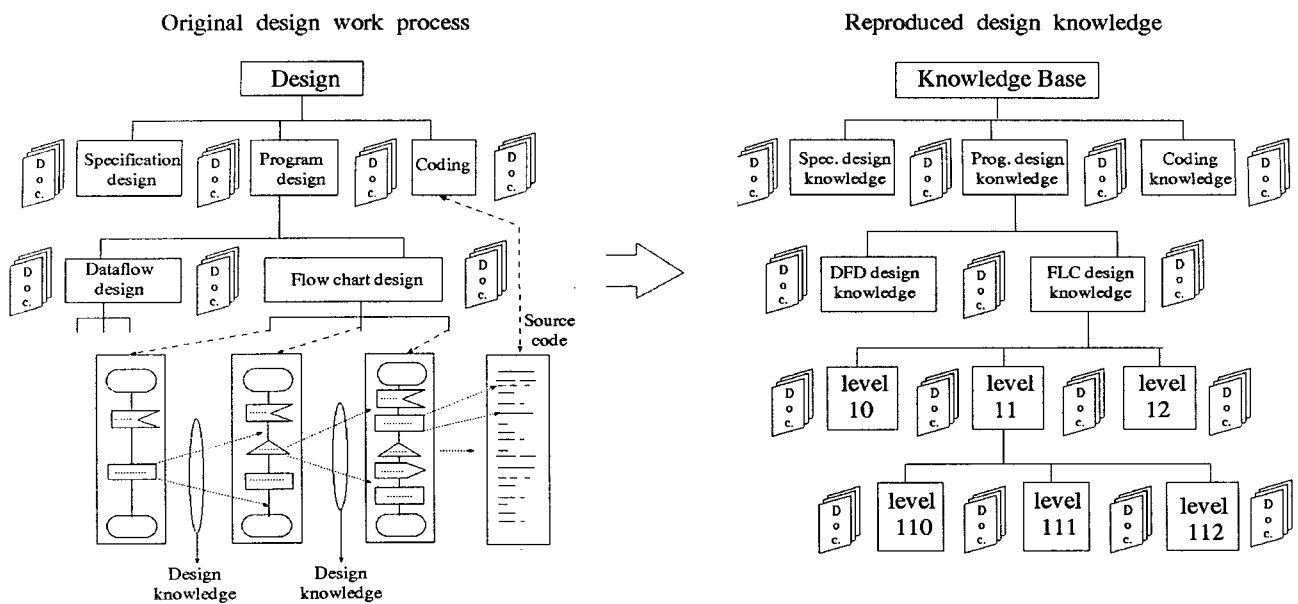 Original design work process
Reproduced design knowledge
Design
Knowledge Base
D
o
c.
Specification
design
D
o
c.
Program
design
D
o
c.
Coding
D
o
c.
D
o
c.
Spec. design
knowledge
D
o
c.
Prog. design
konwledge
D
o
c.
Coding
knowledge
D
o
c.
D
o
c.
Dataflow
design
D
o
c.
Flow chart design
D
o
c.
D
o
c.
DFD design
knowledge
D
o
c.
FLC design
knowledge
D
o
c.
Source
code
D
o
c.
level
10
D
o
c.
level
11
D
o
c.
level
12
D
o
c.
D
o
c.
level
110
D
o
c.
level
111
D
o
c.
level
112
D
o
c.
Design
knowledge
Design
knowledge